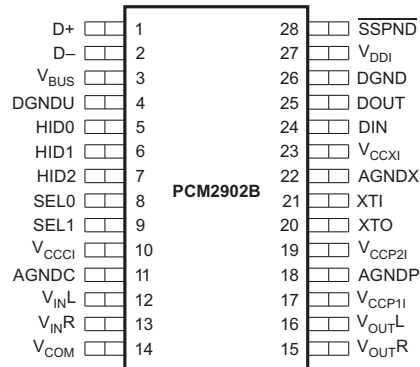 D+ 1 28 SSPND
D– 2 27 VDDI
VBUS 3 26 DGND
DGNDU 4 25 DOUT
HID0 5 24 DIN
HID1 6 23 VCCXI
HID2 7 22 AGNDX
PCM2902B
SEL0 8 21 XTI
SEL1 9 20 XTO
VCCCI 10 19 VCCP2I
AGNDC 11 18 AGNDP
VINL 12 17 VCCP1I
VINR 13 16 VOUTL
VCOM 14 15 VOUTR